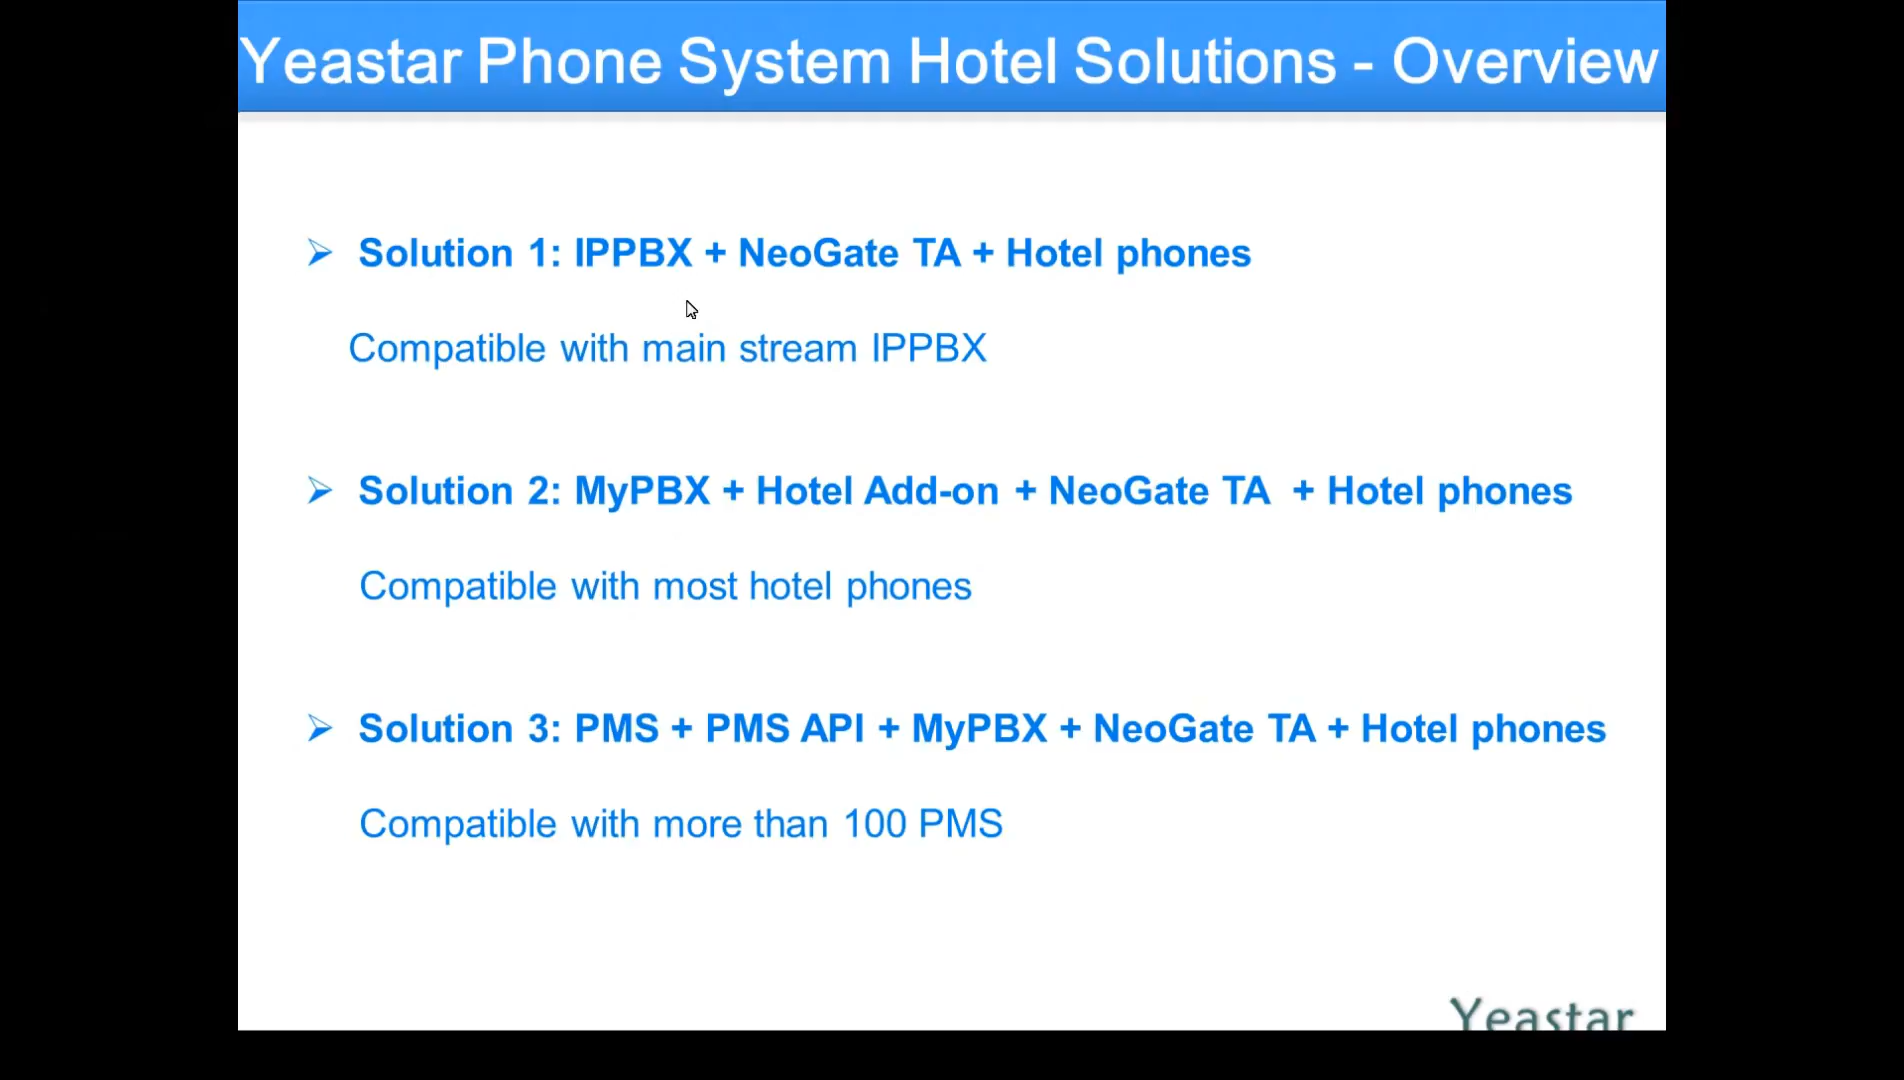 Yeastar Phone System Hotel Solutions - Overview
Solution 1: IPPBX + NeoGate TA + Hotel phones
Compatible with main stream IPPBX
Solution 2: MyPBX + Hotel Add-on + NeoGate TA + Hotel phones
Compatible with most hotel phones
Solution 3: PMS + PMS API + MyPBX + NeoGate TA + Hotel phones
Compatible with more than 100 PMS
Yeastar